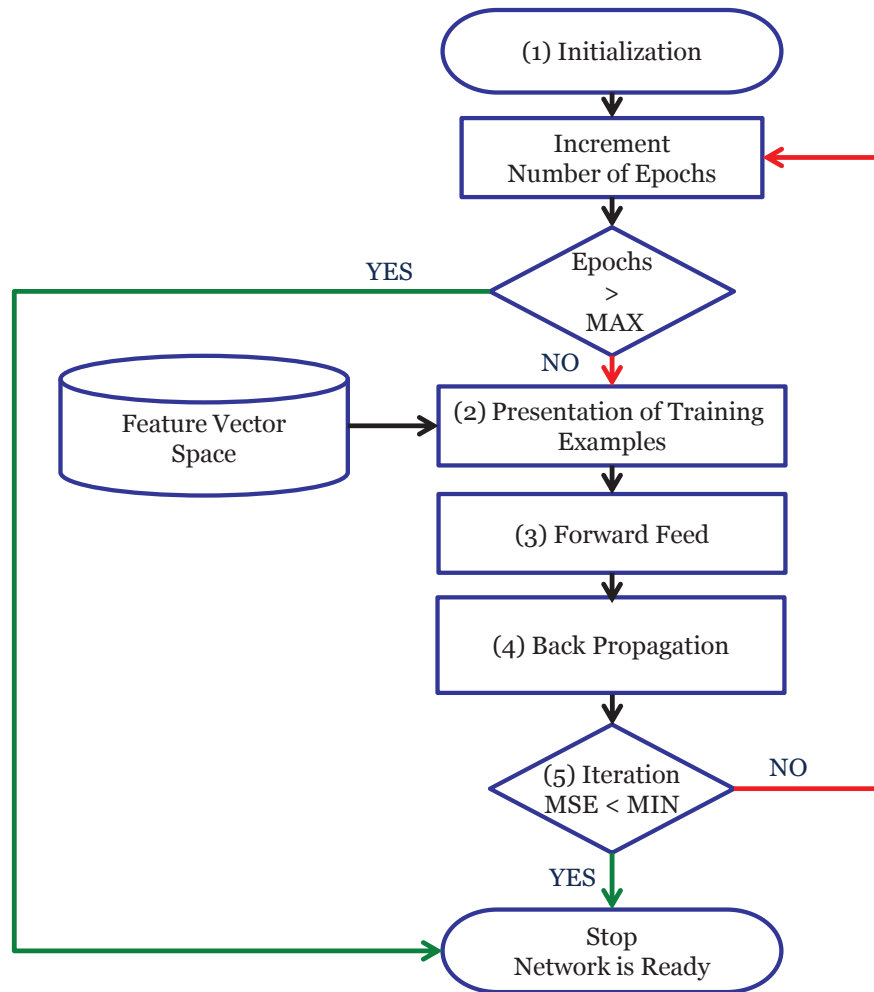 (1) Initialization
Increment
Number of Epochs
YES
Epochs
>
MAX
NO
Feature Vector
Space
(2) Presentation of Training
Examples
(3) Forward Feed
(4) Back Propagation
(5) Iteration
MSE < MIN
NO
YES
Stop
Network is Ready